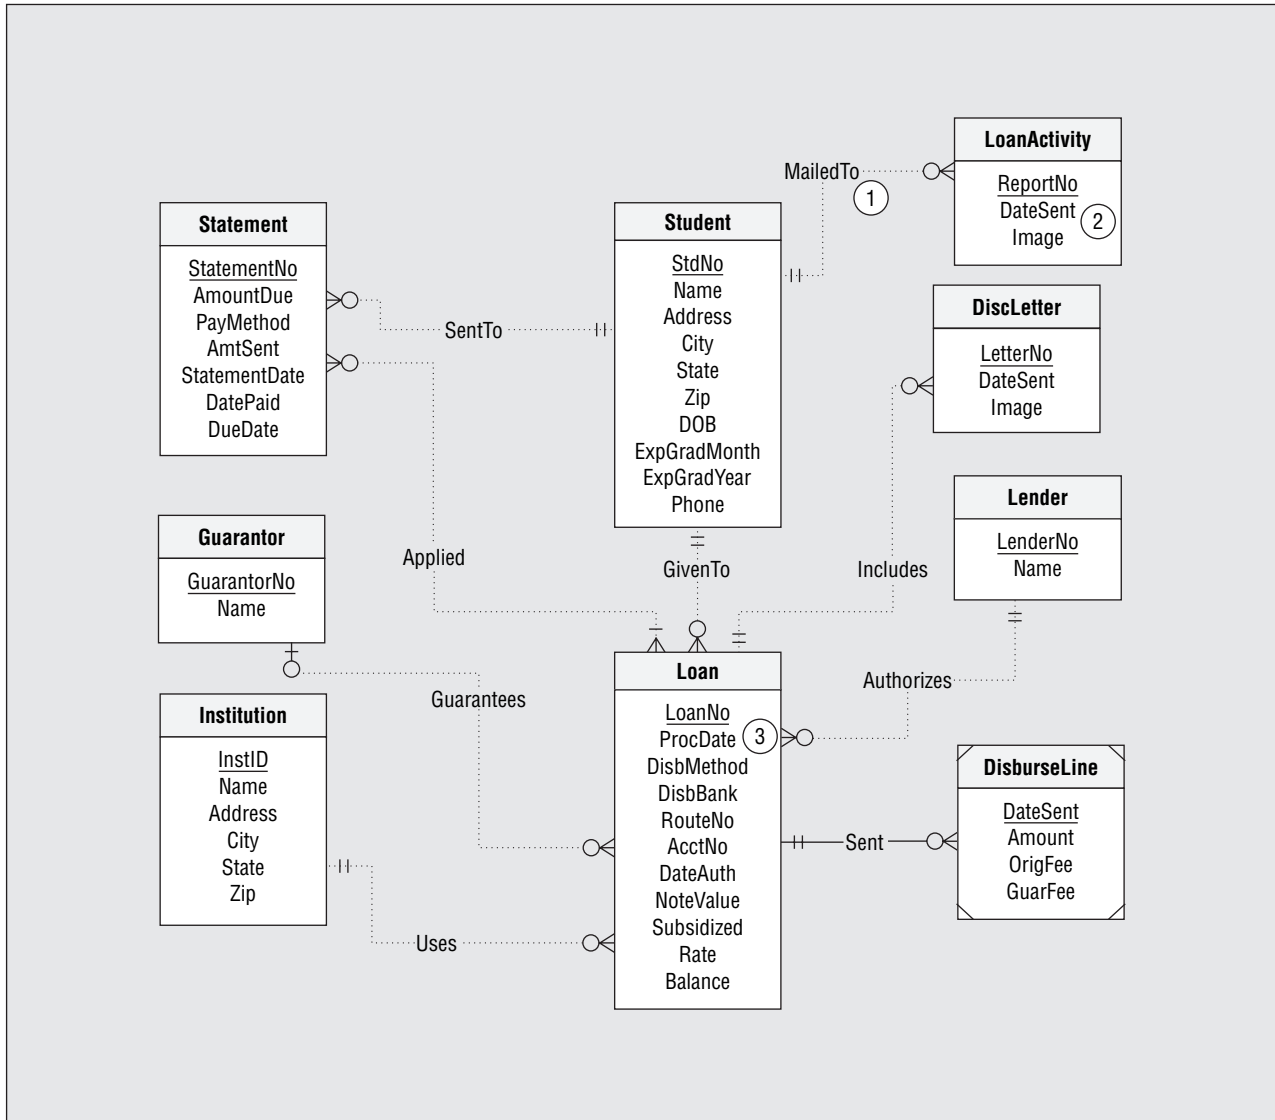 LoanActivity
ReportNo
DateSent
Image
MailedTo
1
2
Statement
StatementNo
AmountDue
PayMethod
AmtSent
StatementDate
DatePaid
DueDate
Student
StdNo
Name
Address
City
State
Zip
DOB
ExpGradMonth
ExpGradYear
Phone
SentTo
DiscLetter
LetterNo
DateSent
Image
Lender
LenderNo
Name
Guarantor
GuarantorNo
Name
Applied
GivenTo
Includes
Authorizes
Guarantees
Institution
InstID
Name
Address
City
State
Zip
Loan
LoanNo
ProcDate
3
DisbMethod
DisbBank
RouteNo
AcctNo
DateAuth
NoteValue
Subsidized
Rate
Balance
Sent
DisburseLine
DateSent
Amount
OrigFee
GuarFee
Uses